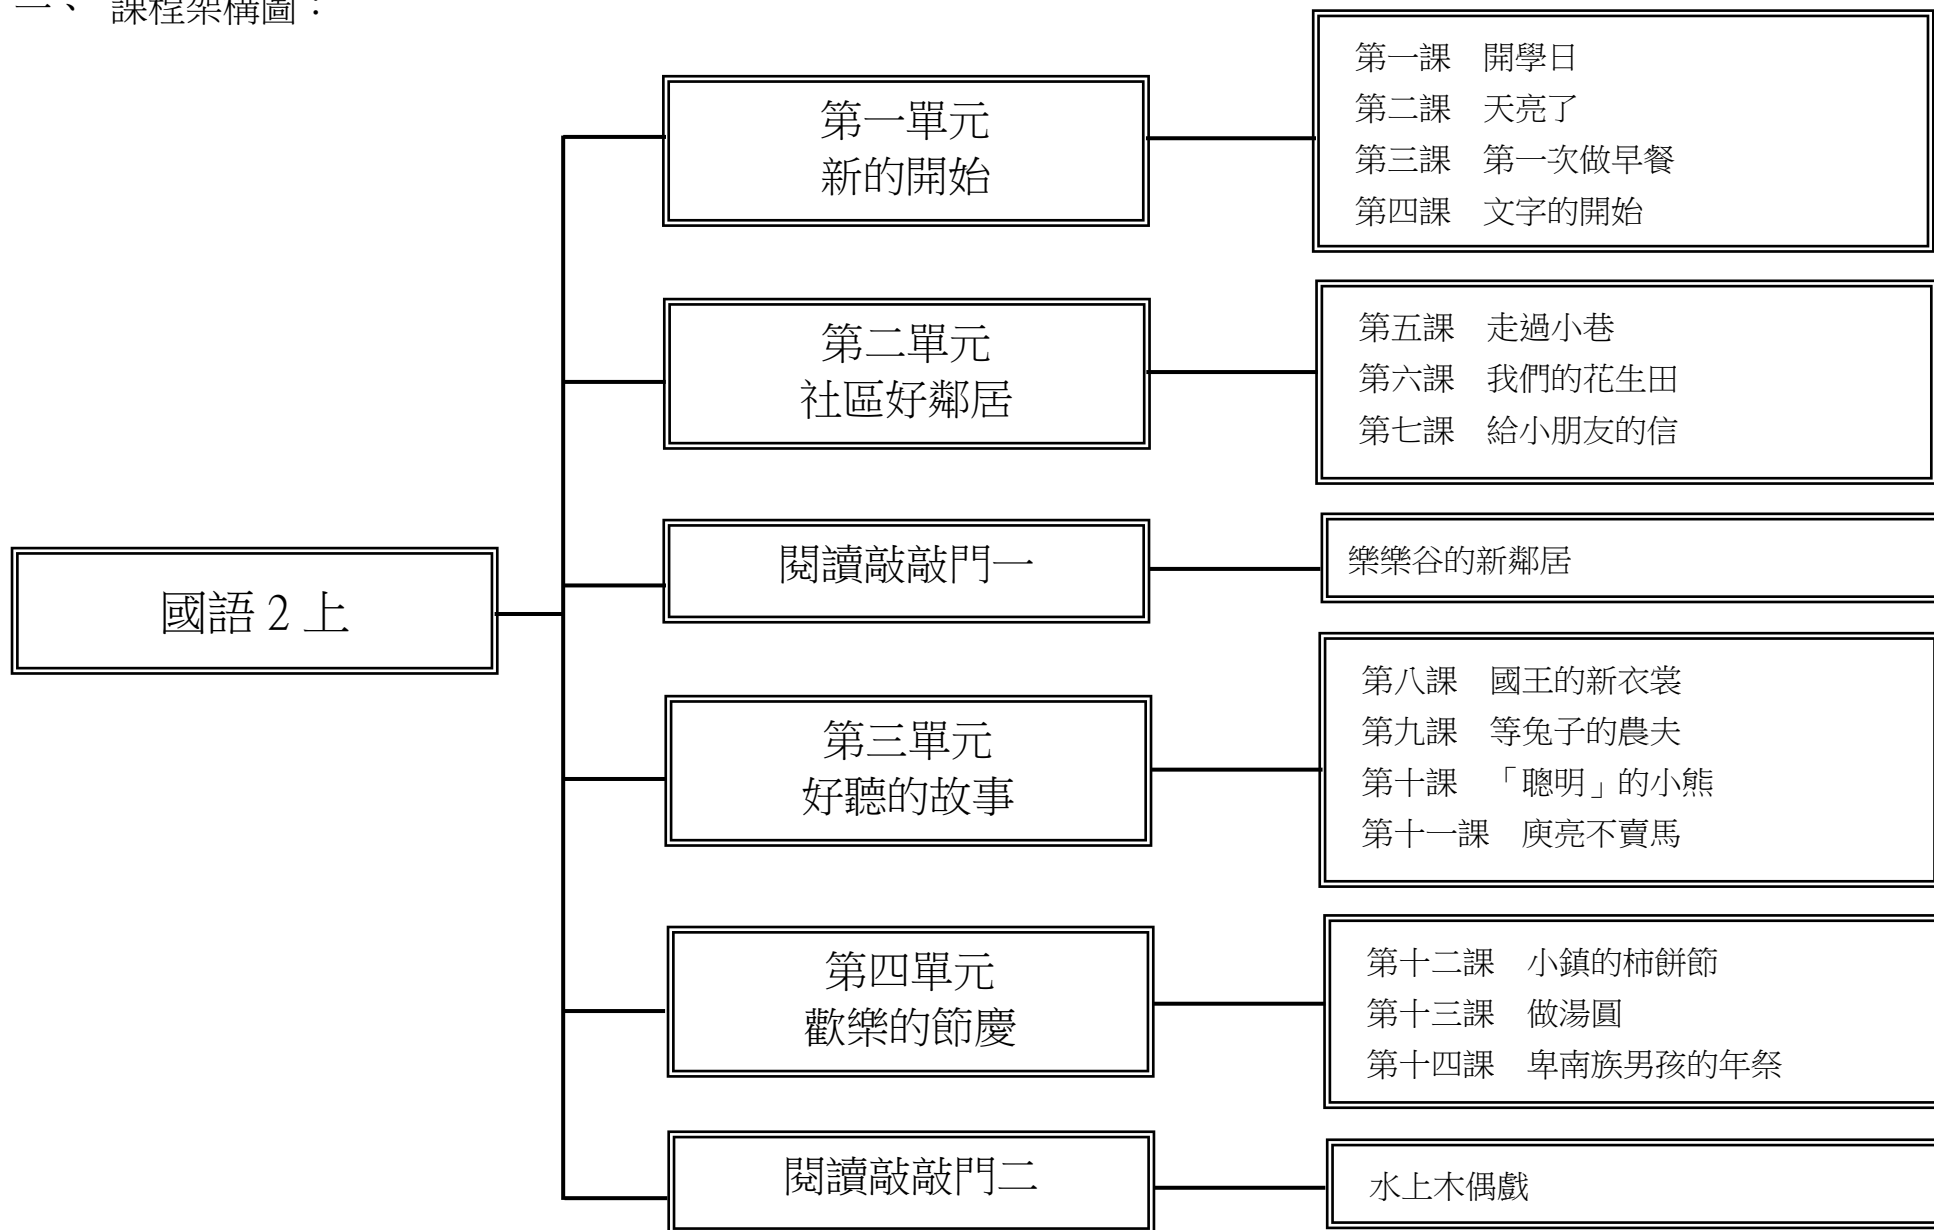 一、 課程架構圖：
國語 2 上
第一單元
新的開始
第一課　開學日
第二課　天亮了
第三課　第一次做早餐
第四課　文字的開始
第二單元
社區好鄰居
第五課　走過小巷
第六課　我們的花生田
第七課　給小朋友的信
閱讀敲敲門一
樂樂谷的新鄰居
第三單元
好聽的故事
第八課　國王的新衣裳
第九課　等兔子的農夫
第十課　「聰明」的小熊
第十一課　庾亮不賣馬
第四單元
歡樂的節慶
第十二課　小鎮的柿餅節
第十三課　做湯圓
第十四課　卑南族男孩的年祭
閱讀敲敲門二
水上木偶戲